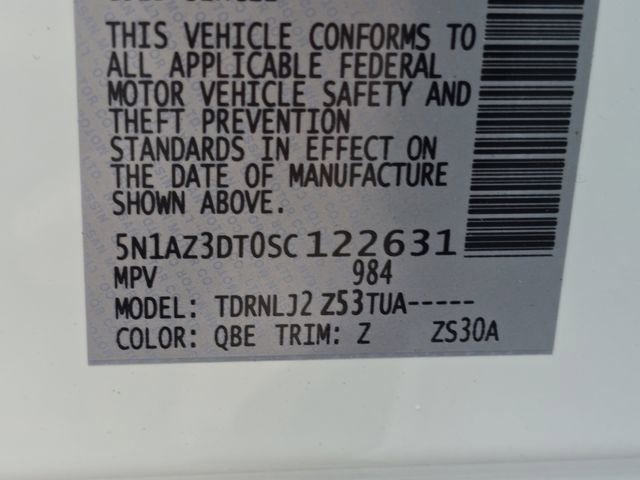 THIS VEHICLE CONFORMS TO
ALL APPLICABLE FEDERAL
MOTOR VEHICLE SAFETY AND
THEFT PREVENTION
STANDARDS IN EFFECT ON
THE DATE OF MANUFACTURE
SHOWN ABOVE.
5N1AZ3DT0SC122631
MPV 984
MODEL: TDRNLJ2 Z53TUA-----
COLOR: QBE TRIM: Z ZS30A